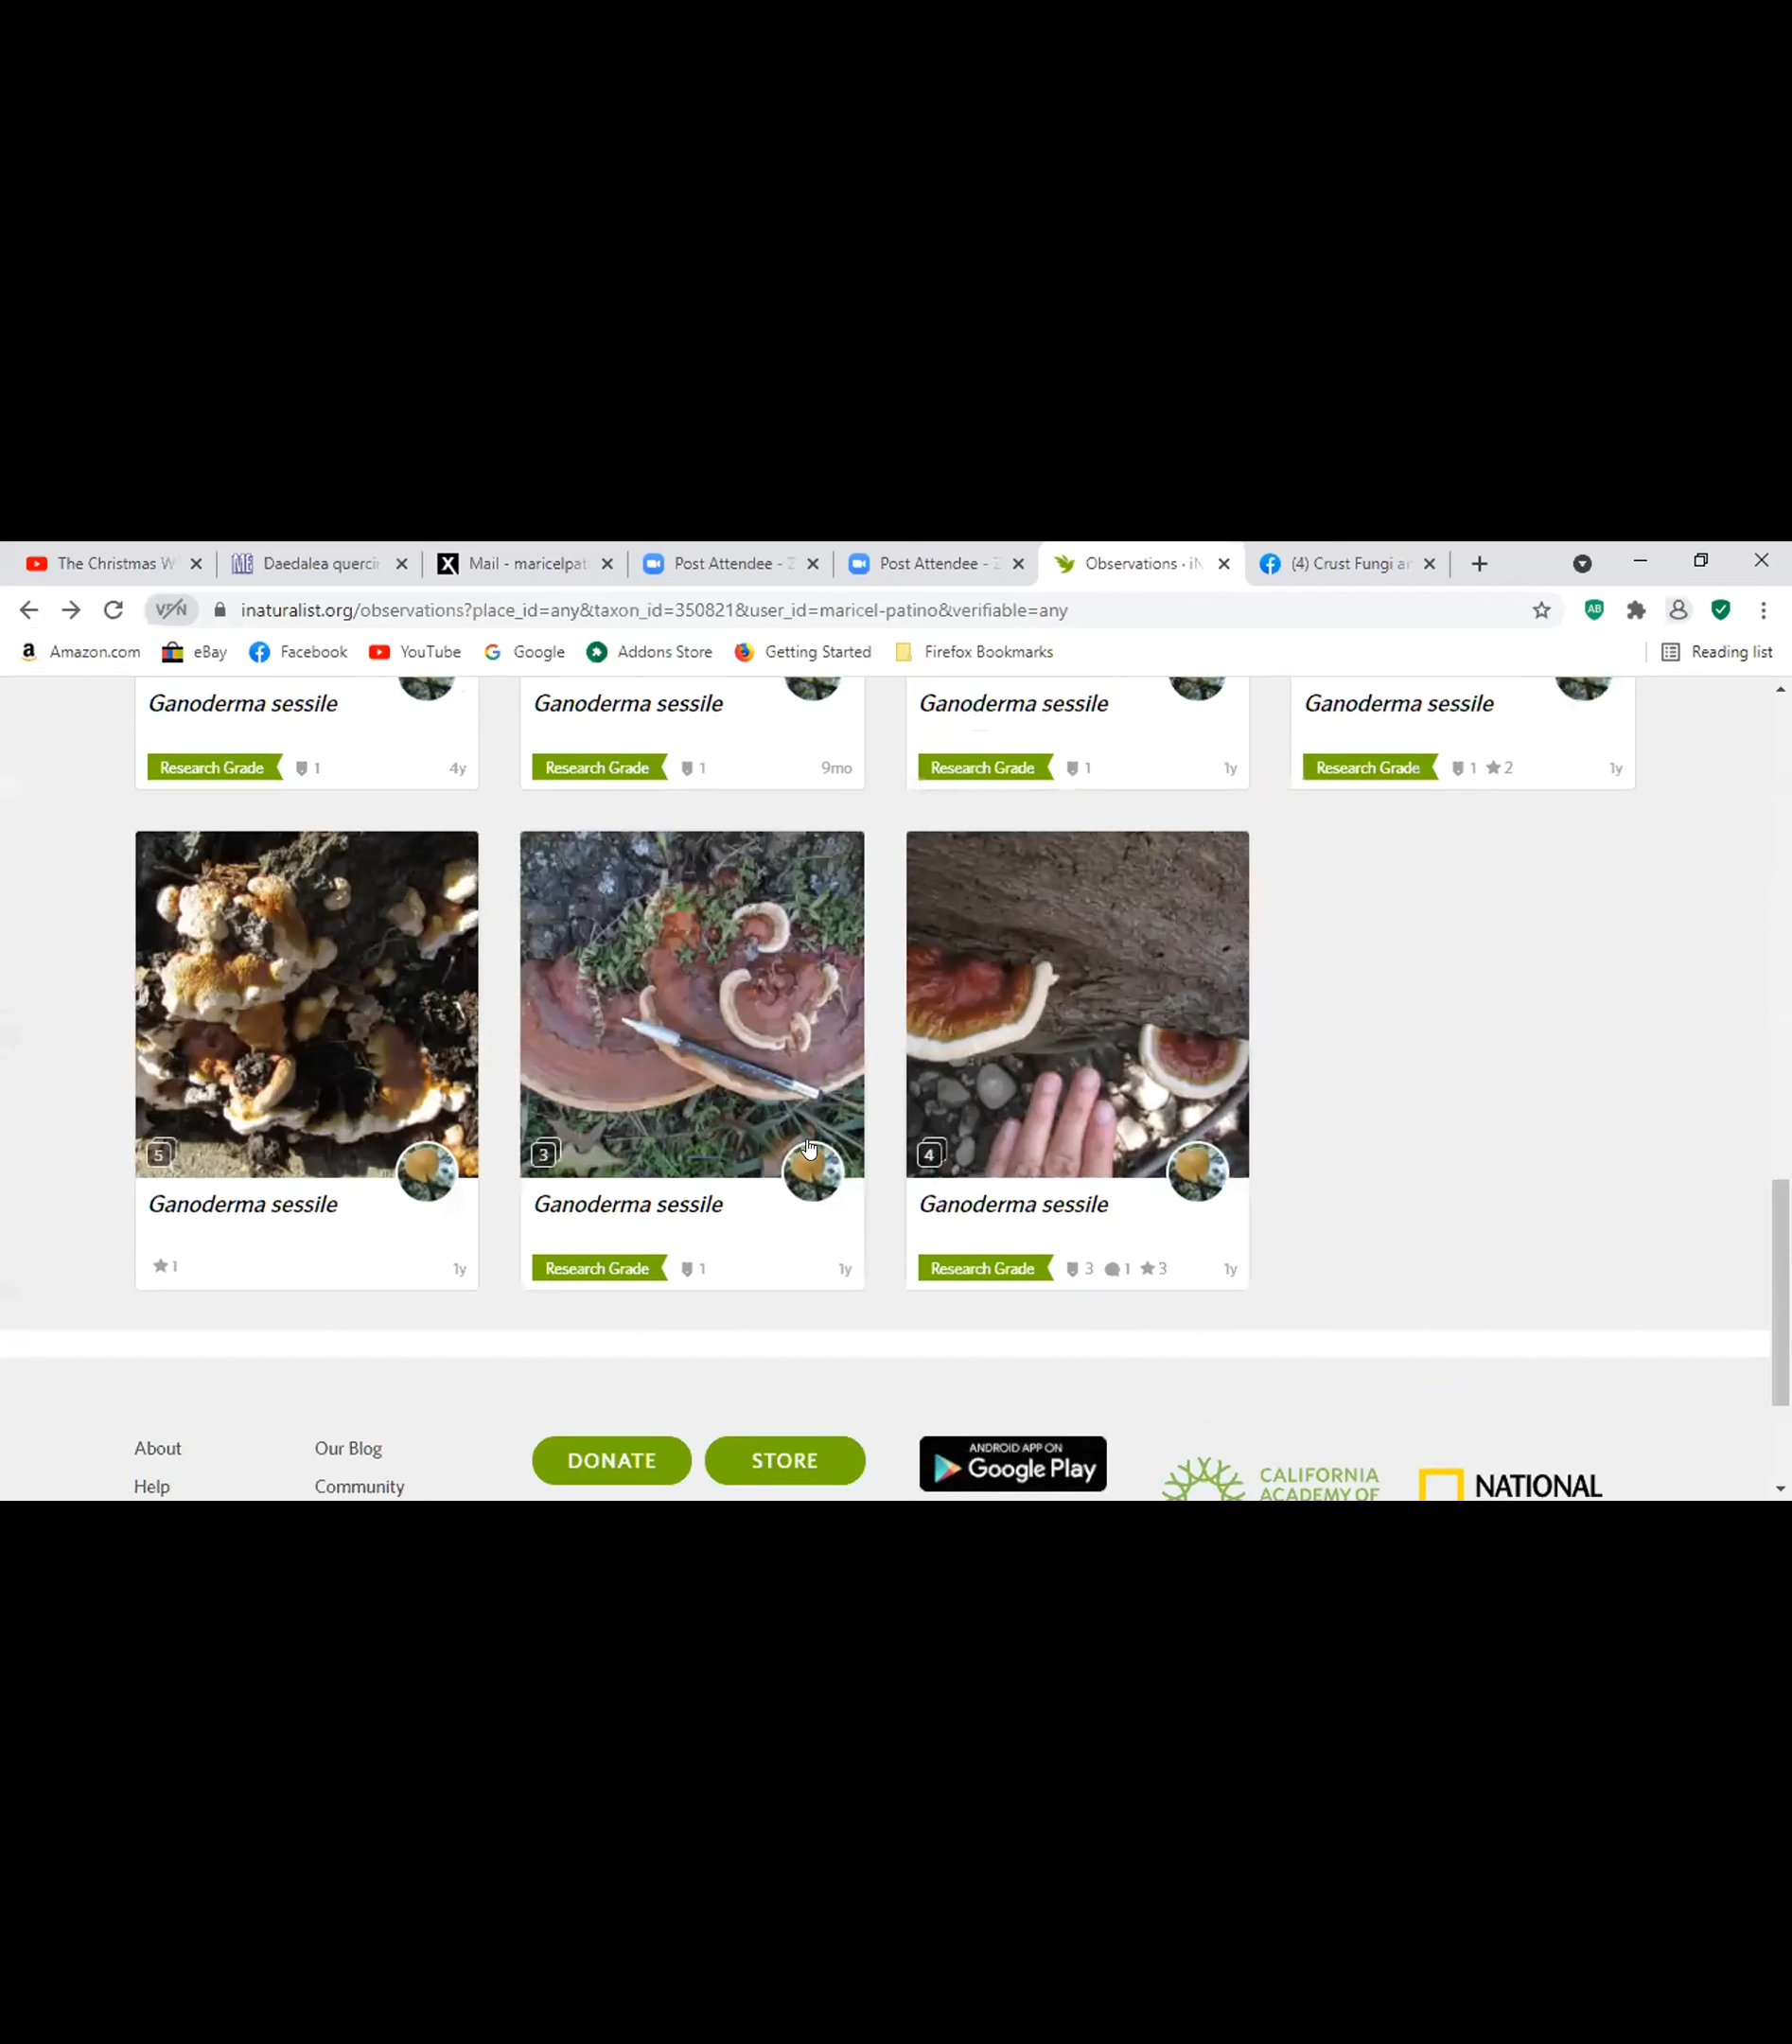 The Christmas W
Daedalea querci
Mail - maricelpat
Post Attendee - Z
Post Attendee - Z
Observations · iN
(4) Crust Fungi ar
VPN
inaturalist.org/observations?place_id=any&taxon_id=350821&user_id=maricel-patino&verifiable=any
Amazon.com eBay Facebook YouTube Google Addons Store Getting Started Firefox Bookmarks Reading list
Ganoderma sessile
Research Grade 1 4y
Ganoderma sessile
Research Grade 1 9mo
Ganoderma sessile
Research Grade 1 1y
Ganoderma sessile
Research Grade 1 2 1y
5
Ganoderma sessile
1 1y
3
Ganoderma sessile
Research Grade 1 1y
4
Ganoderma sessile
Research Grade 3 1 3 1y
About
Help
Our Blog
Community
DONATE
STORE
ANDROID APP ON
Google Play
CALIFORNIA
ACADEMY OF
NATIONAL